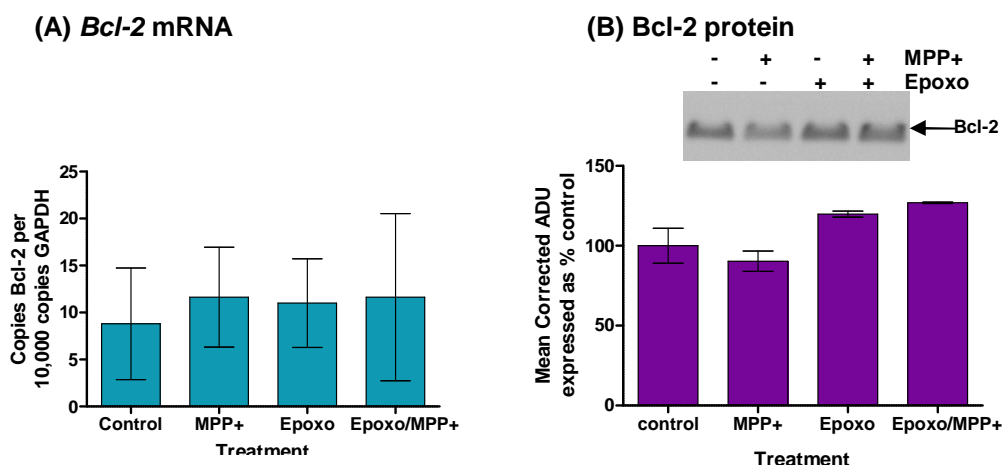 (A) Bcl-2 mRNA
Copies Bcl-2 per
10,000 copies GAPDH
25
20
15
10
5
0
Control MPP+ Epoxo Epoxo/MPP+
Treatment
(B) Bcl-2 protein
- + - + MPP+
- - + + Epoxo
Bcl-2
Mean Corrected ADU
expressed as % control
150
100
50
0
control MPP+ Epoxo Epoxo/MPP+
Treatment